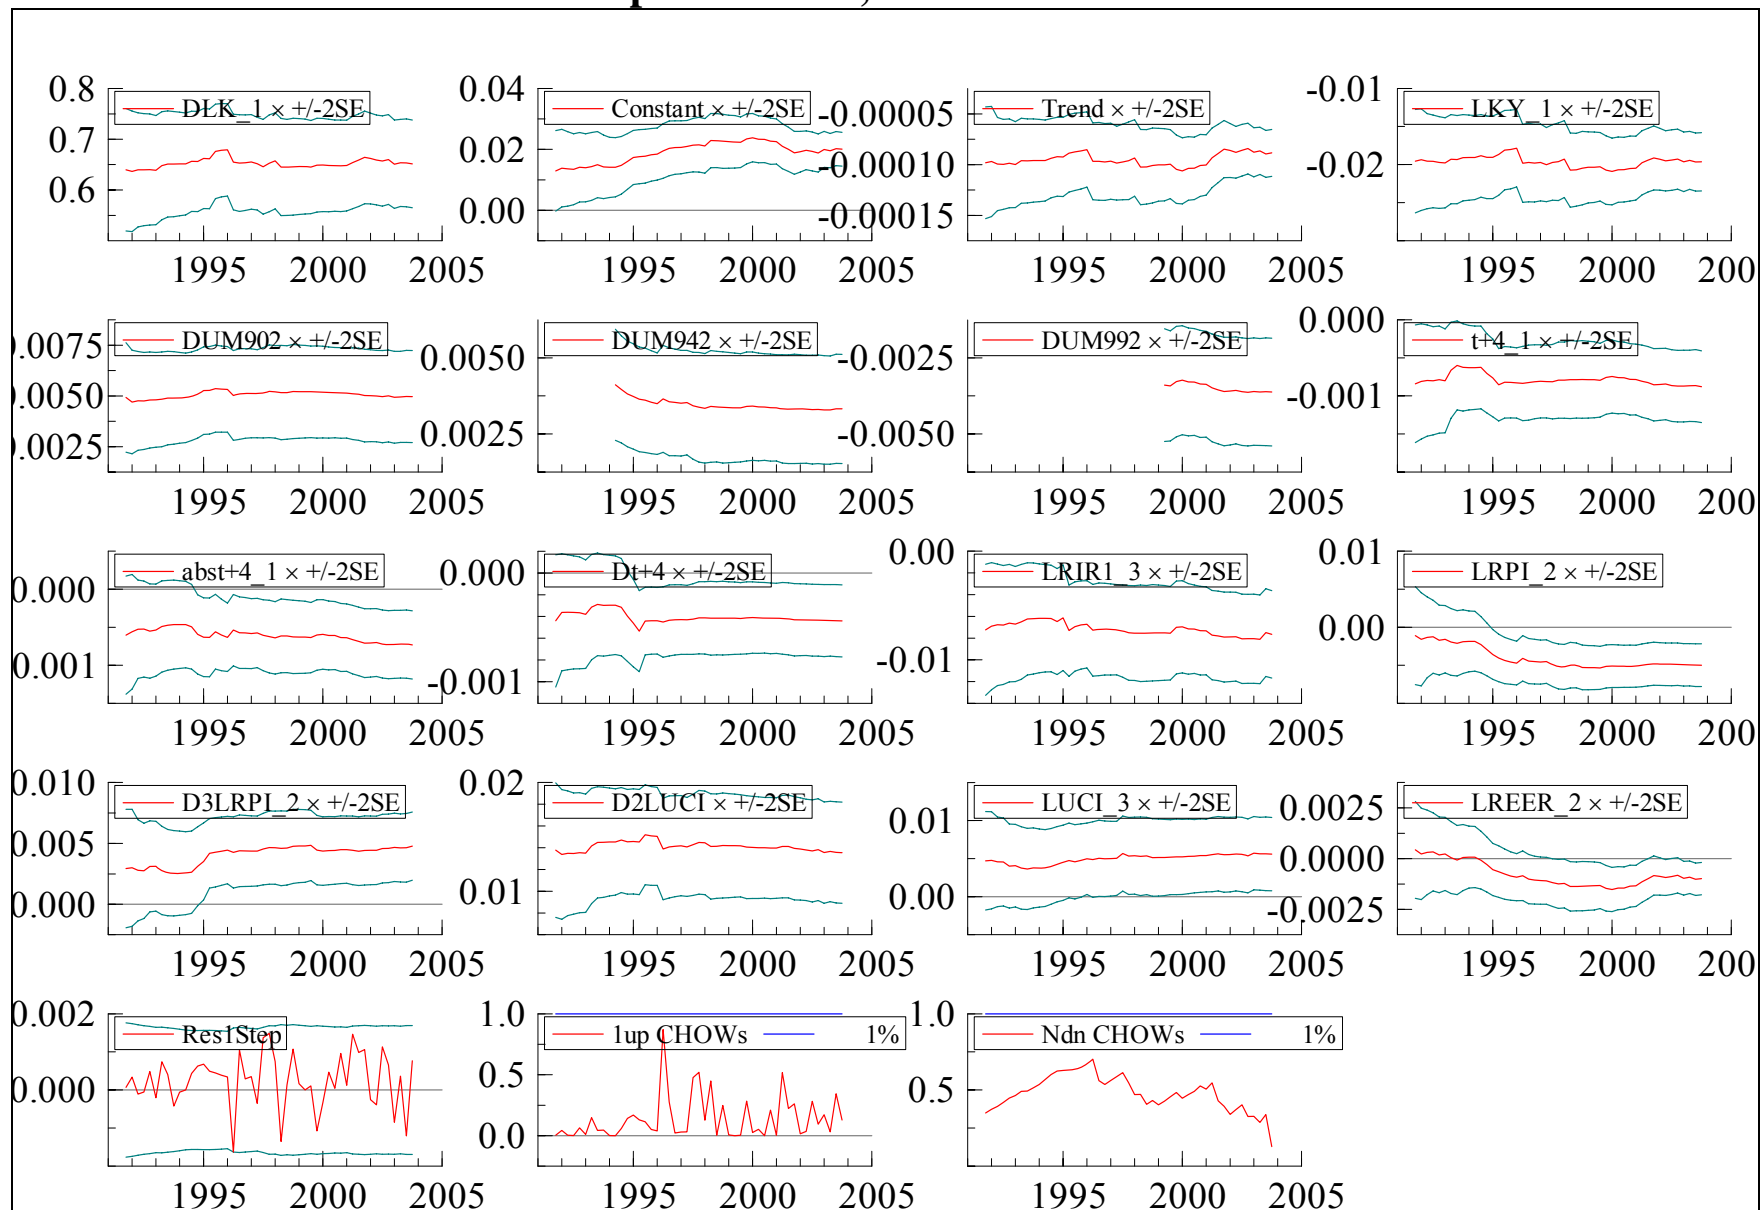 0.8 DLK_1 × +/-2SE 0.04 Constant × +/-2SE -0.00005 Trend × +/-2SE -0.01 LKY_1 × +/-2SE
0.7 0.02 -0.00010 -0.02
0.6 0.00 -0.00015
1995 2000 2005 1995 2000 2005 1995 2000 2005 1995 2000 200
0.0075 DUM902 × +/-2SE 0.0050 DUM942 × +/-2SE -0.0025 DUM992 × +/-2SE 0.000 t+4_1 × +/-2SE
0.0050 0.0025 -0.0050 -0.001
0.0025
1995 2000 2005 1995 2000 2005 1995 2000 2005 1995 2000 200
0.000 abst+4_1 × +/-2SE 0.000 Dt+4 × +/-2SE 0.00 LRIR1_3 × +/-2SE 0.01 LRPI_2 × +/-2SE
0.001 -0.001 -0.01 0.00
1995 2000 2005 1995 2000 2005 1995 2000 2005 1995 2000 200
0.010 D3LRPI_2 × +/-2SE 0.02 D2LUCI × +/-2SE 0.01 LUCI_3 × +/-2SE 0.0025 LREER_2 × +/-2SE
0.005 0.01 0.00 0.0000
0.000 -0.0025
1995 2000 2005 1995 2000 2005 1995 2000 2005 1995 2000 200
0.002 Res1Step 1.0 1up CHOWs 1% 1.0 Ndn CHOWs 1%
0.000 0.5 0.5
0.0
1995 2000 2005 1995 2000 2005 1995 2000 2005